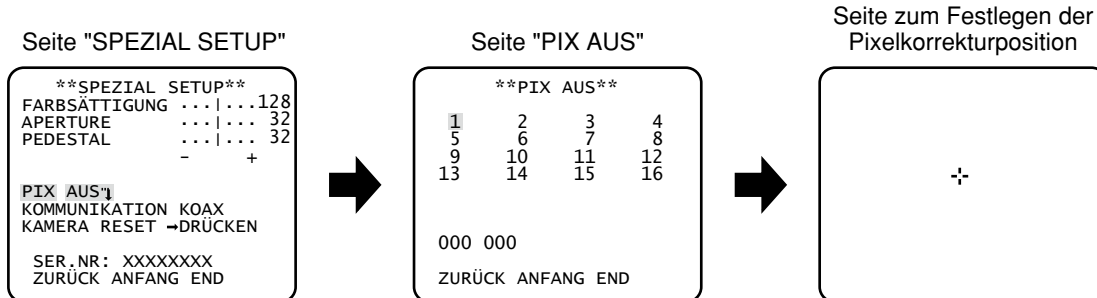 Seite "SPEZIAL SETUP"
**SPEZIAL SETUP**
FARBSÄTTIGUNG ...|...128
APERTURE ...|... 32
PEDESTAL ...|... 32
- +
PIX AUS
KOMMUNIKATION KOAX
KAMERA RESET →DRÜCKEN
SER.NR: XXXXXXXX
ZURÜCK ANFANG END
Seite "PIX AUS"
**PIX AUS**
1 2 3 4
5 6 7 8
9 10 11 12
13 14 15 16
000 000
ZURÜCK ANFANG END
Seite zum Festlegen der
Pixelkorrekturposition